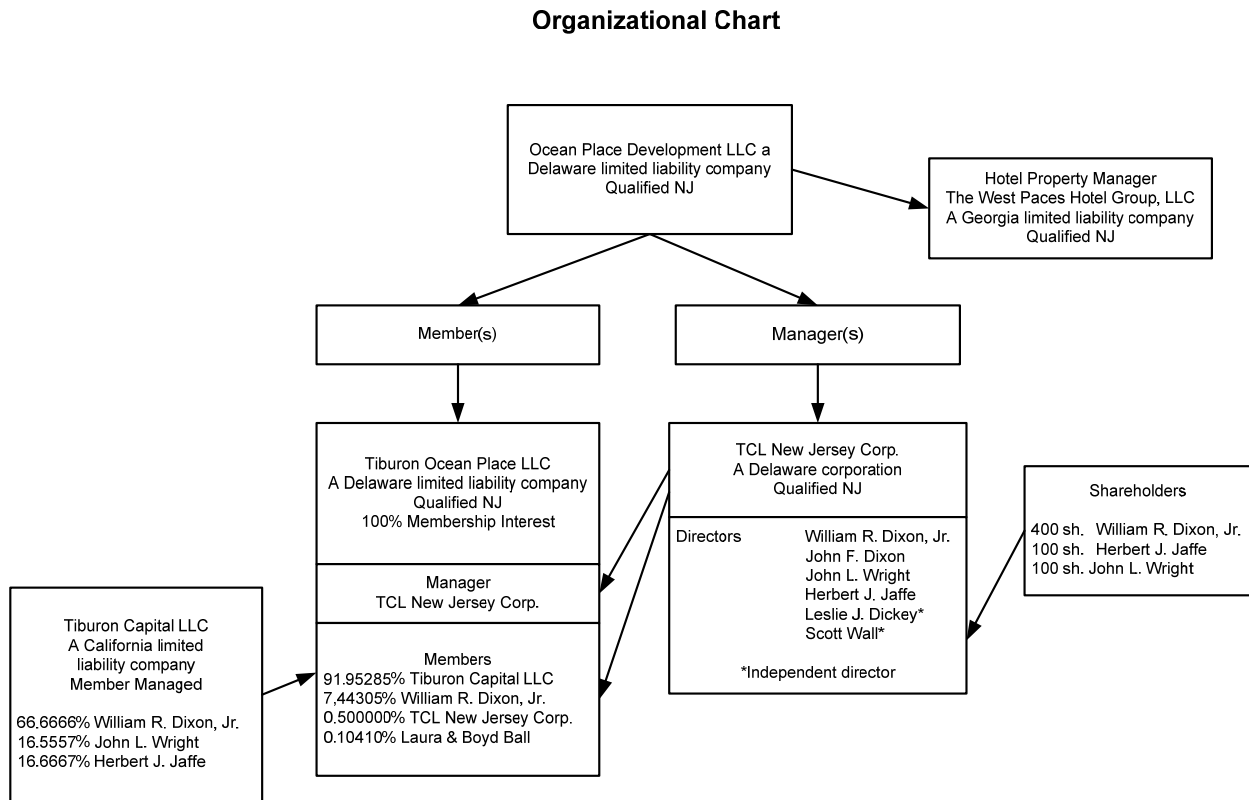 Organizational Chart
Ocean Place Development LLC a
Delaware limited liability company
Qualified NJ
Hotel Property Manager
The West Paces Hotel Group, LLC
A Georgia limited liability company
Qualified NJ
Member(s)
Manager(s)
Tiburon Ocean Place LLC
A Delaware limited liability company
Qualified NJ
100% Membership Interest
Manager
TCL New Jersey Corp.
Members
91.95285% Tiburon Capital LLC
7,44305% William R. Dixon, Jr.
0.500000% TCL New Jersey Corp.
0.10410% Laura & Boyd Ball
TCL New Jersey Corp.
A Delaware corporation
Qualified NJ
Directors William R. Dixon, Jr.
John F. Dixon
John L. Wright
Herbert J. Jaffe
Leslie J. Dickey*
Scott Wall*
*Independent director
Shareholders
400 sh. William R. Dixon, Jr.
100 sh. Herbert J. Jaffe
100 sh. John L. Wright
Tiburon Capital LLC
A California limited
liability company
Member Managed
66.6666% William R. Dixon, Jr.
16.5557% John L. Wright
16.6667% Herbert J. Jaffe